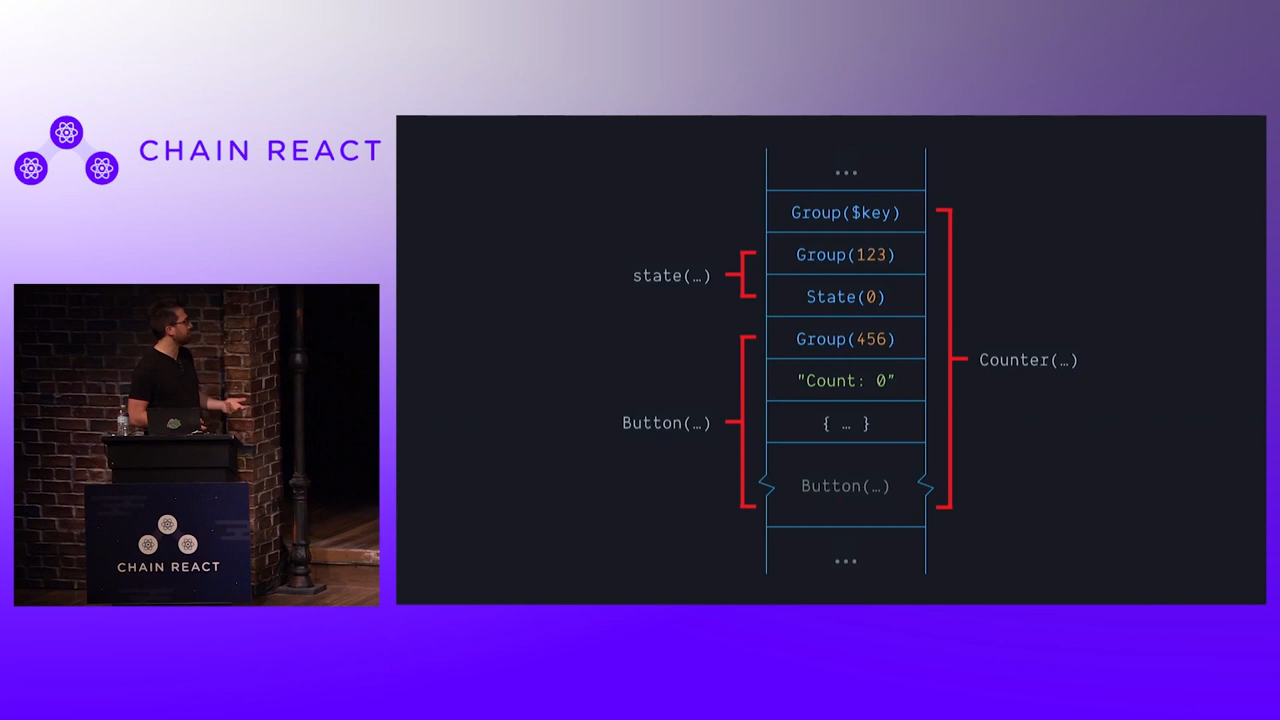 CHAIN REACT
...
Group($key)
Group(123)
state(…)
State(0)
Group(456)
Counter(…)
"Count: 0"
Button(…)
{ … }
Button(…)
...
CHAIN REACT